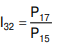 I₃₂ = P₁₇ / P₁₅